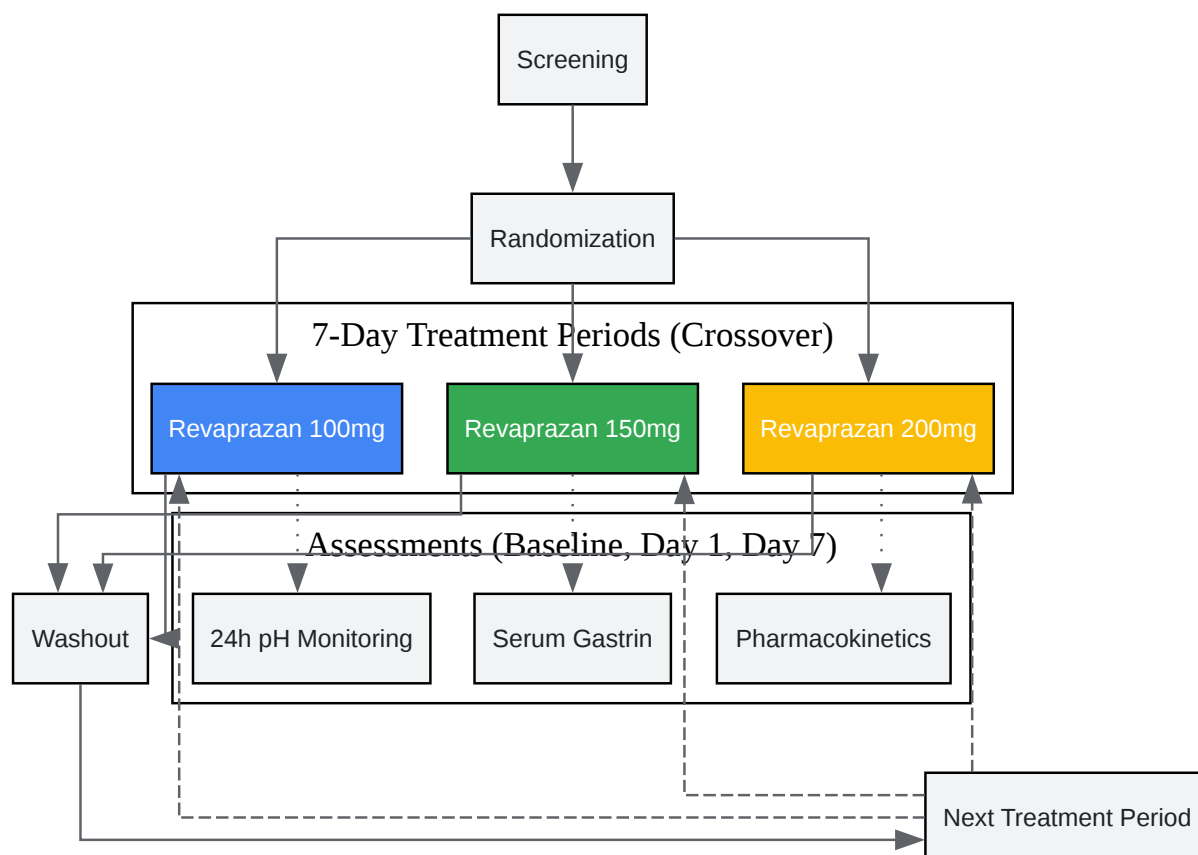 Screening
Randomization
7-Day Treatment Periods (Crossover)
Revaprazan 100mg
Revaprazan 150mg
Revaprazan 200mg
Assessments (Baseline, Day 1, Day 7)
Washout
24h pH Monitoring
Serum Gastrin
Pharmacokinetics
Next Treatment Period